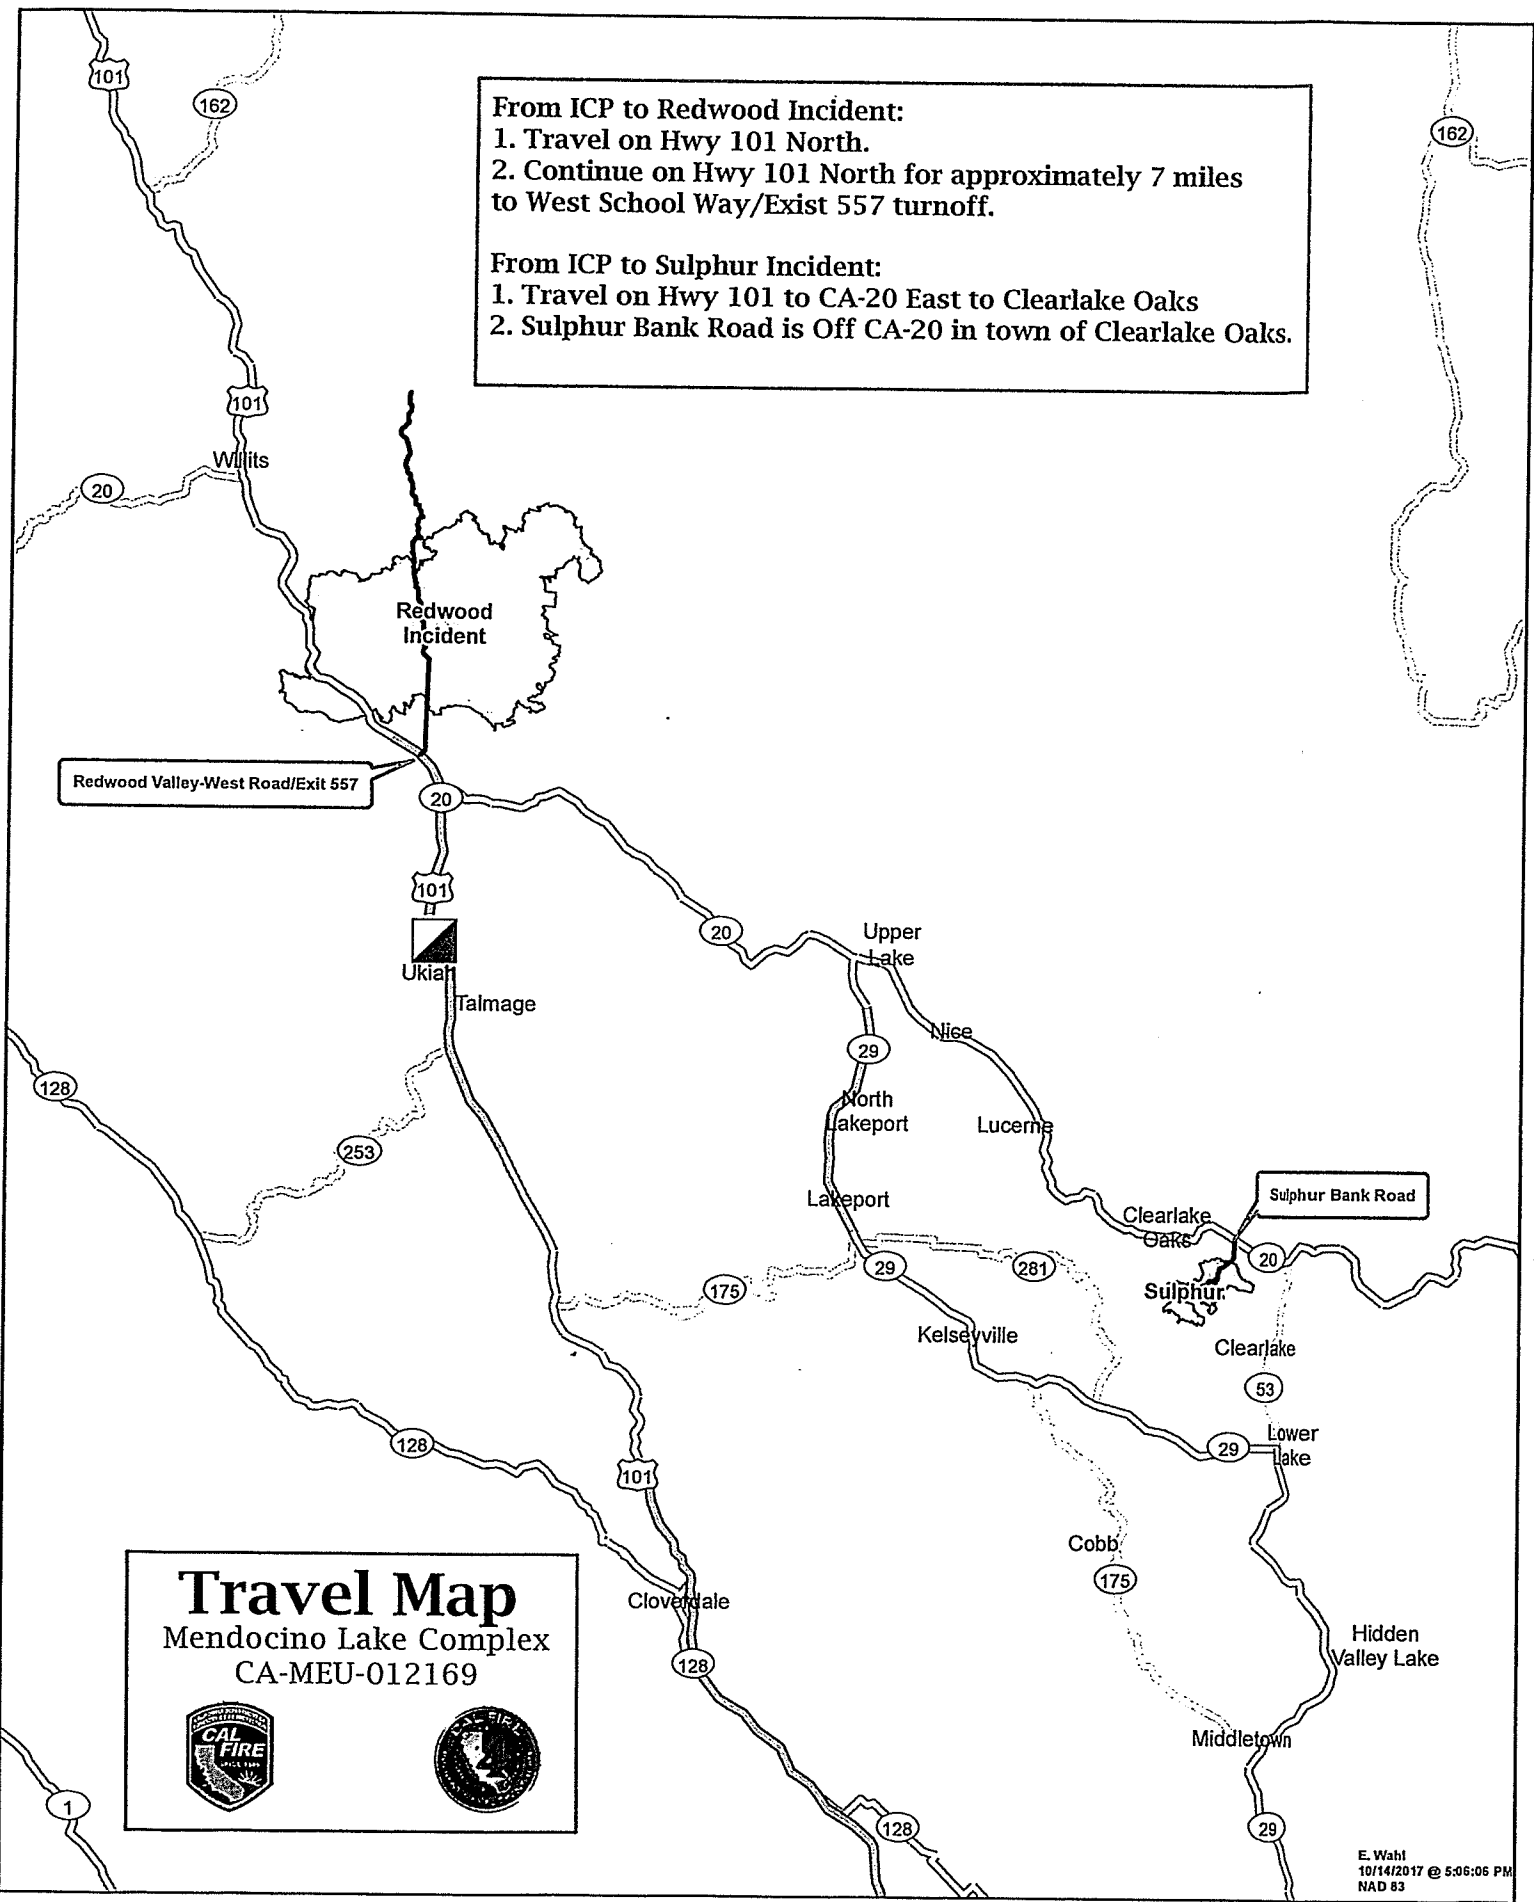 From ICP to Redwood Incident:
1. Travel on Hwy 101 North.
2. Continue on Hwy 101 North for approximately 7 miles
to West School Way/Exist 557 turnoff.
From ICP to Sulphur Incident:
1. Travel on Hwy 101 to CA-20 East to Clearlake Oaks
2. Sulphur Bank Road is Off CA-20 in town of Clearlake Oaks.
101
162
162
101
Willits
20
Redwood
Incident
Redwood Valley-West Road/Exit 557
20
101
20
Upper
Lake
Ukiah
Talmage
Nice
29
128
North
Lakeport
Lucerne
253
Lakeport
Sulphur Bank Road
Clearlake
Oaks
20
29
281
175
Sulphur
Kelseyville
Clearlake
53
128
29
Lower
Lake
101
Cobb
175
Cloverdale
Hidden
Valley Lake
128
Middletown
Travel Map
Mendocino Lake Complex
CA-MEU-012169
CAL
FIRE
SINCE 1885
CAL FIRE
4
1
128
29
E. Wahl
10/14/2017 @ 5:06:06 PM
NAD 83